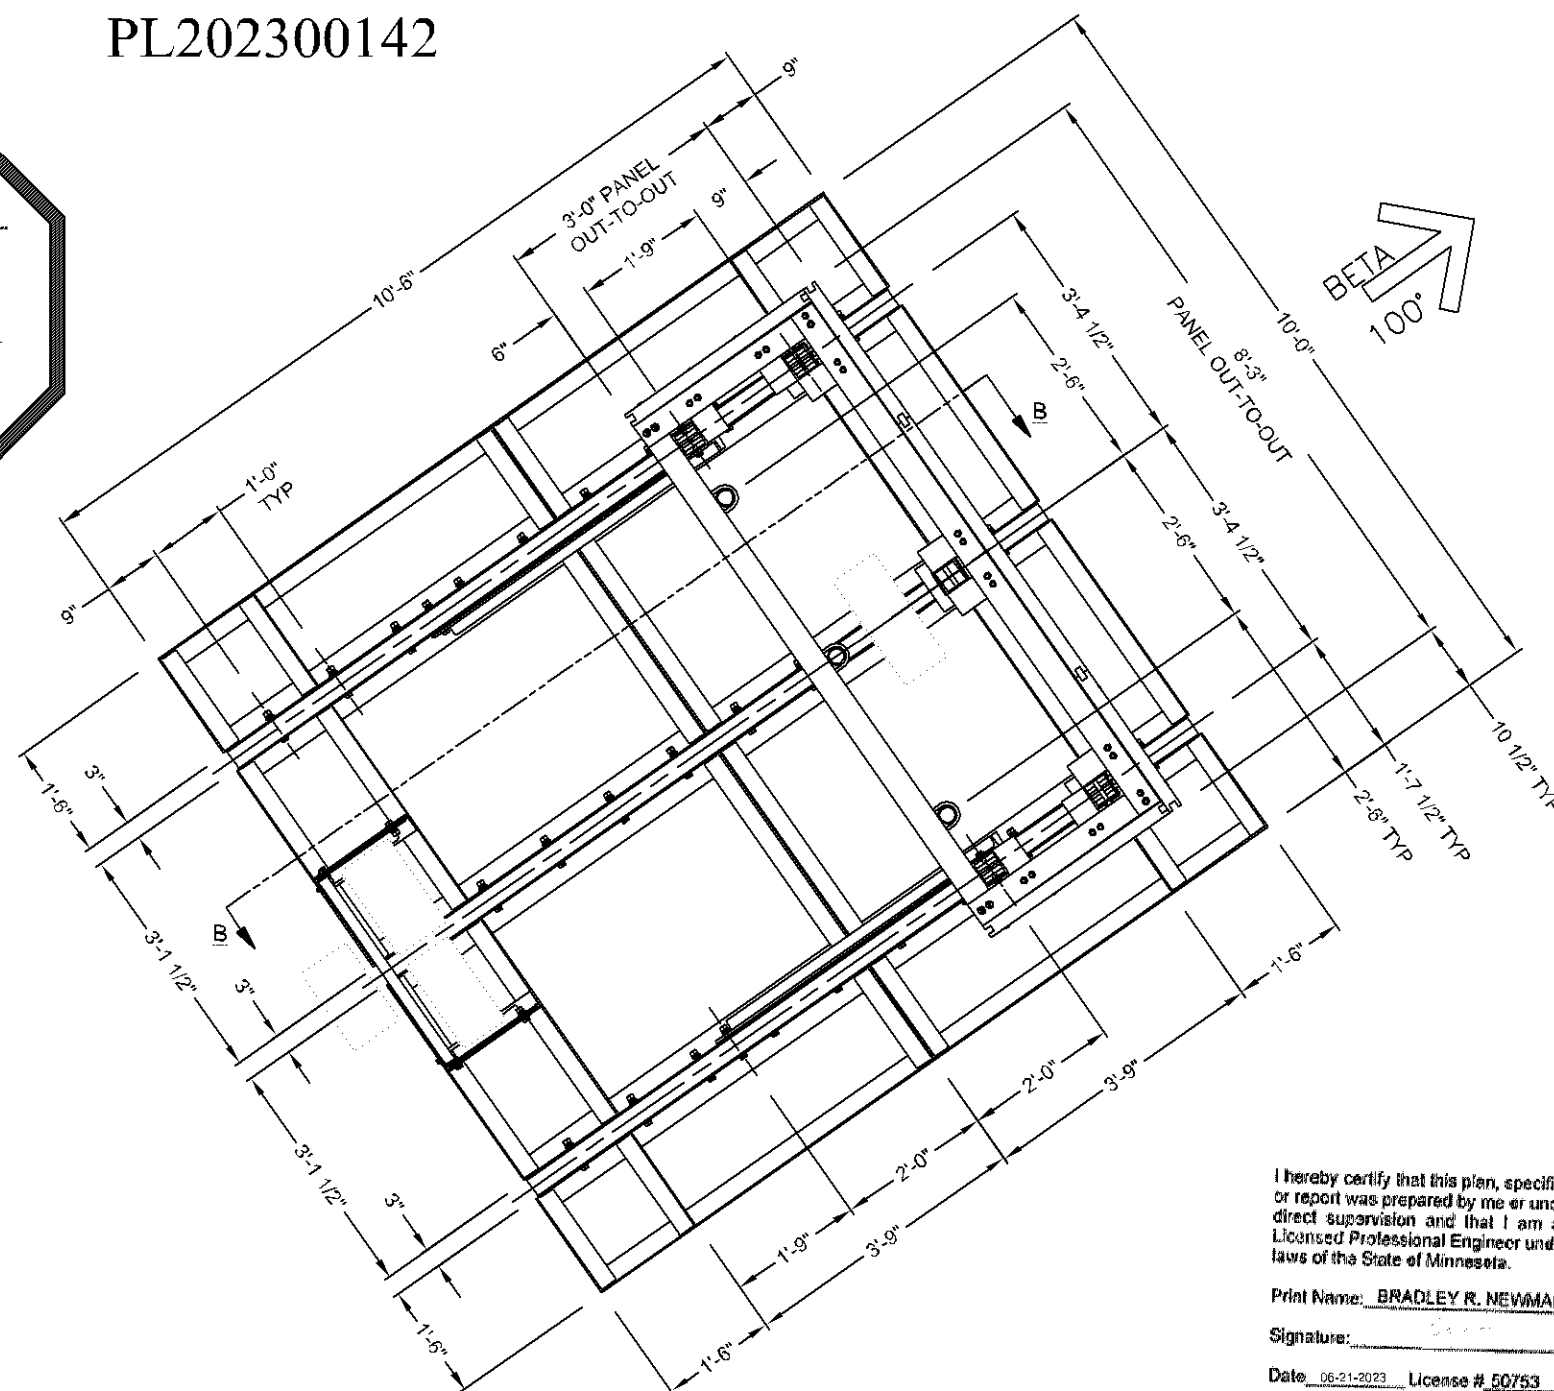 PL202300142
9"
3'-0" PANEL
OUT-TO-OUT
9"
1'-9"
10'-6"
6"
BETA
100°
3'-4 1/2"
2'-6"
8'-3"
PANEL OUT-TO-OUT
10'-0"
B
1'-0"
TYP
9"
2'-6"
3'-4 1/2"
3"
1'-6"
10 1/2" TYP
1'-7 1/2" TYP
2'-6" TYP
B
3'-1 1/2"
3"
1'-6"
2'-0"
3'-9"
3'-1 1/2"
3"
2'-0"
1'-9"
3'-9"
1'-6"
1'-6"
I hereby certify that this plan, specifi
or report was prepared by me or und
direct supervision and that I am a
Licensed Professional Engineer und
laws of the State of Minnesota.
Print Name: BRADLEY R. NEWMA
Signature:
Date 06-21-2023 License # 50753